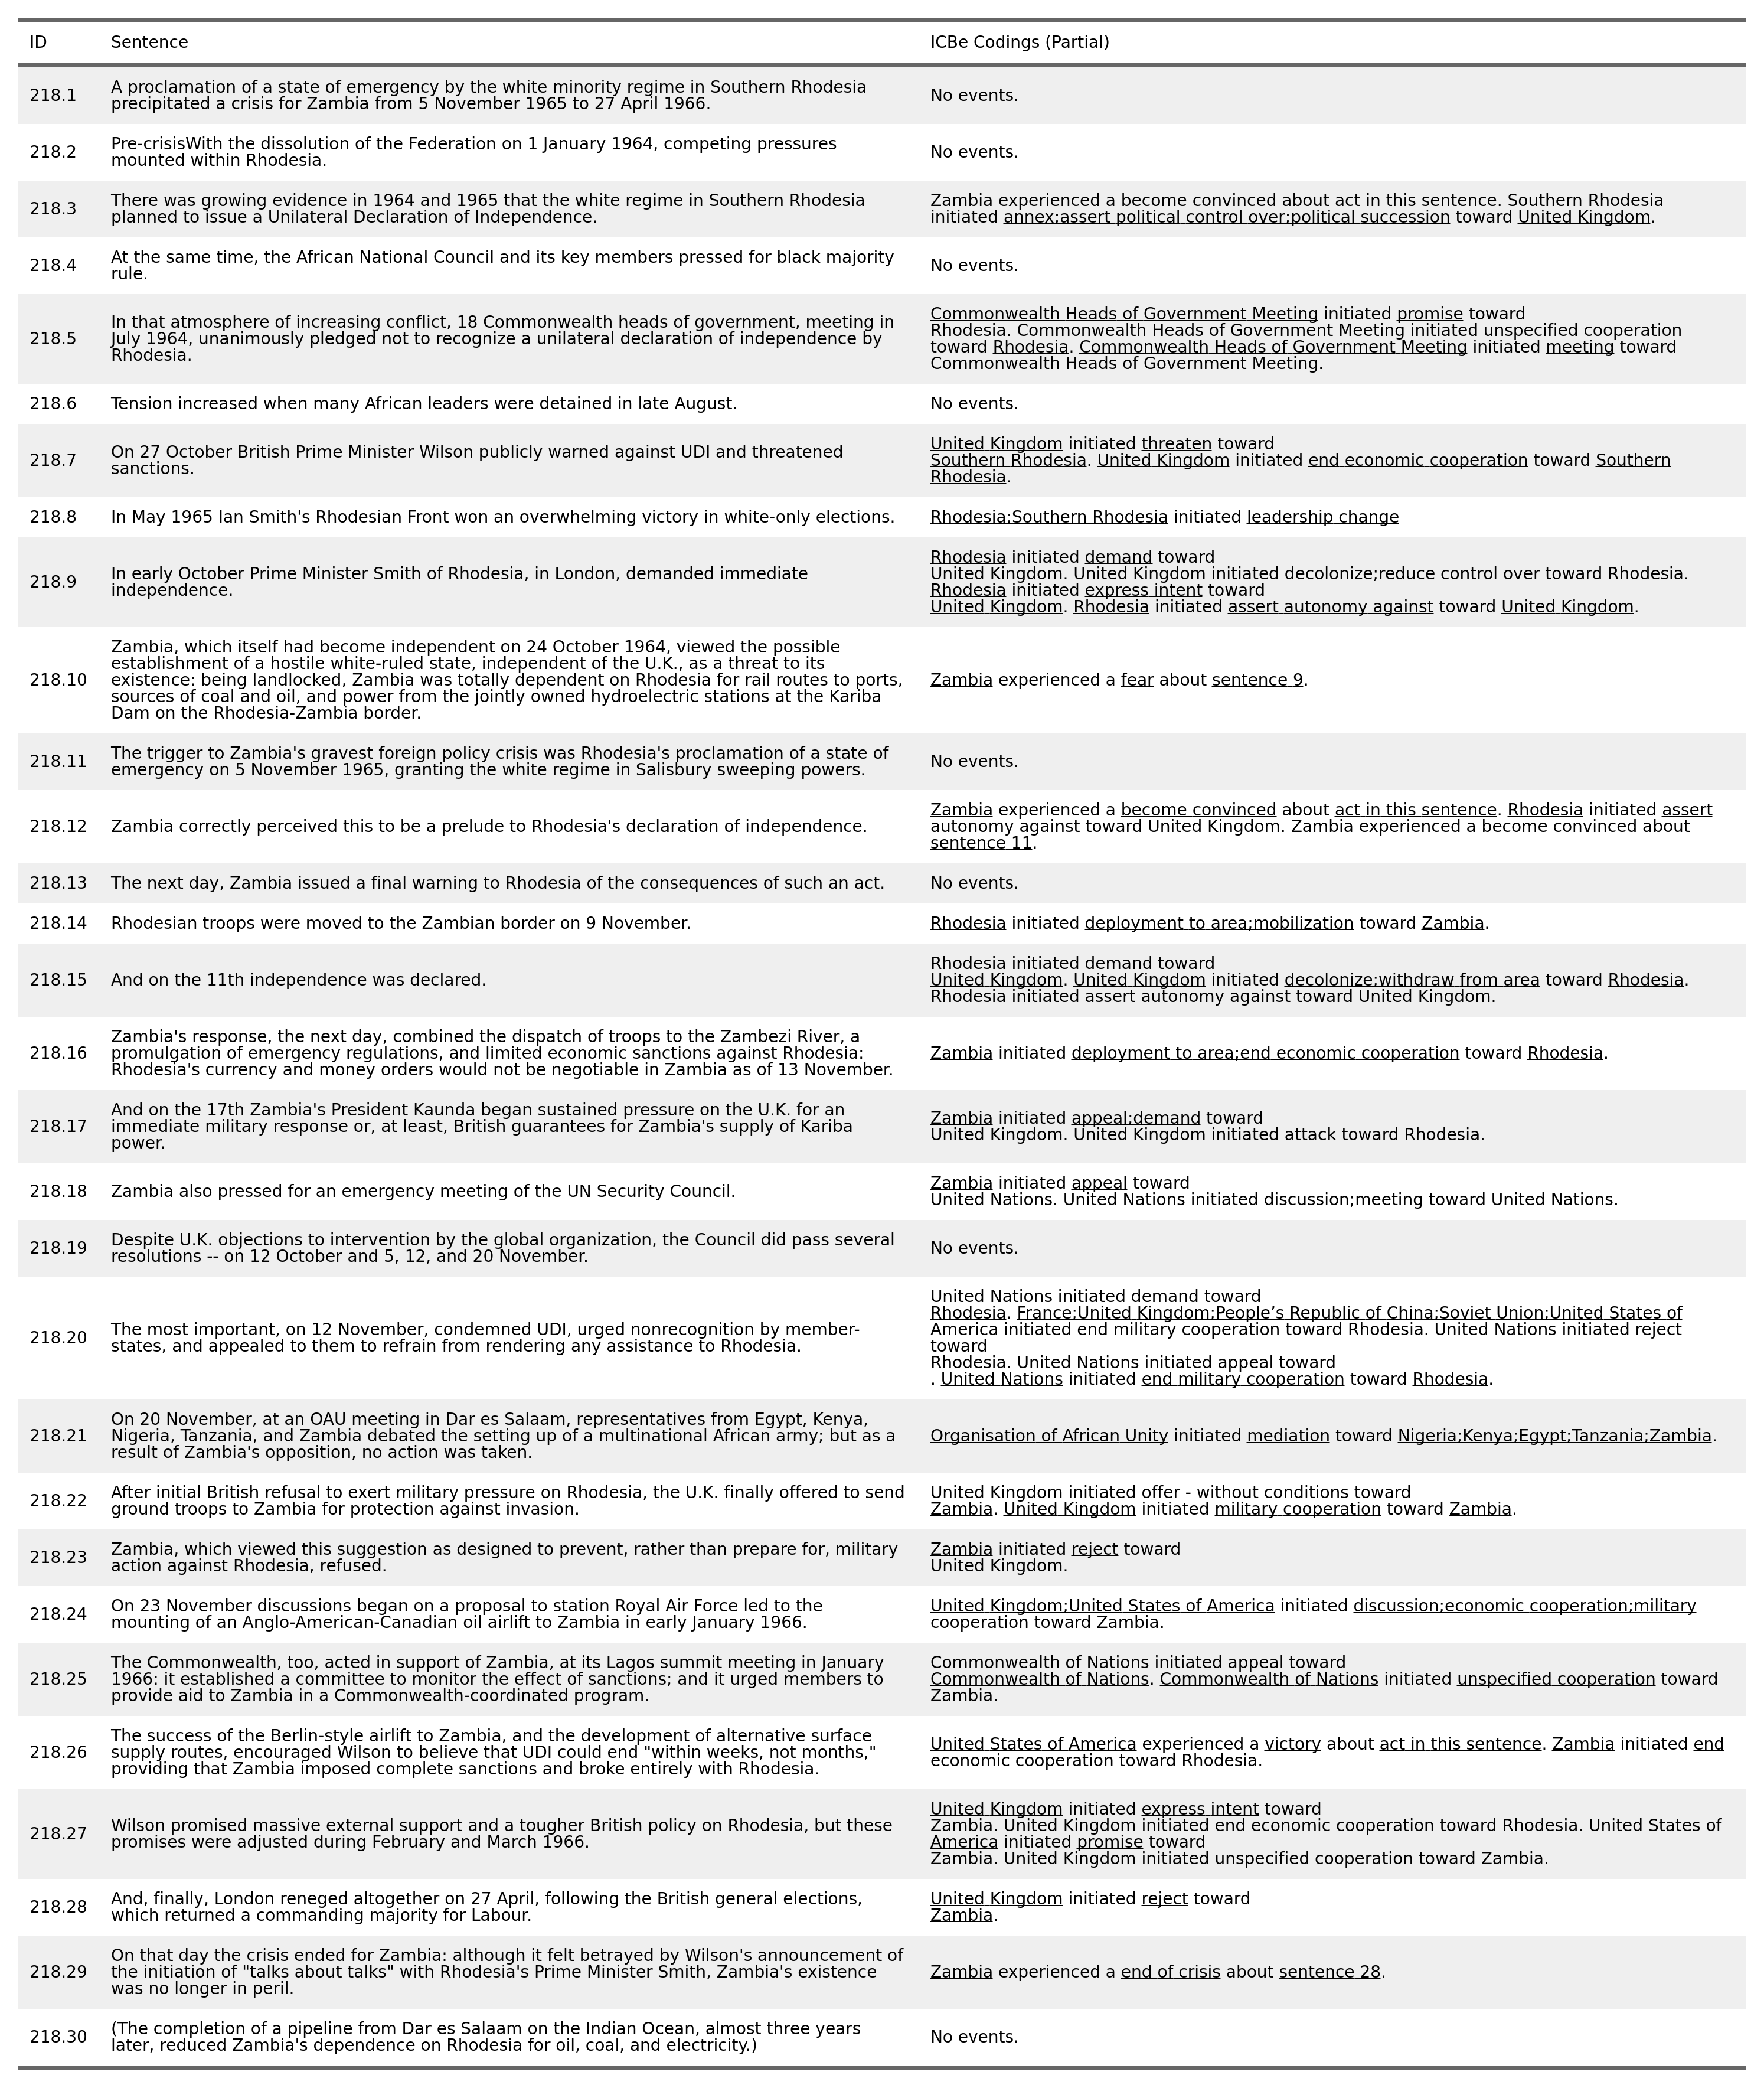 ID Sentence ICBe Codings (Partial)
218.1 A proclamation of a state of emergency by the white minority regime in Southern Rhodesia
precipitated a crisis for Zambia from 5 November 1965 to 27 April 1966.
No events.
218.2 Pre-crisisWith the dissolution of the Federation on 1 January 1964, competing pressures
mounted within Rhodesia.
No events.
218.3 There was growing evidence in 1964 and 1965 that the white regime in Southern Rhodesia
planned to issue a Unilateral Declaration of Independence.
Zambia experienced a become convinced about act in this sentence. Southern Rhodesia
initiated annex;assert political control over;political succession toward United Kingdom.
218.4 At the same time, the African National Council and its key members pressed for black majority
rule.
No events.
218.5 In that atmosphere of increasing conflict, 18 Commonwealth heads of government, meeting in
July 1964, unanimously pledged not to recognize a unilateral declaration of independence by
Rhodesia.
Commonwealth Heads of Government Meeting initiated promise toward
Rhodesia. Commonwealth Heads of Government Meeting initiated unspecified cooperation
toward Rhodesia. Commonwealth Heads of Government Meeting initiated meeting toward
Commonwealth Heads of Government Meeting.
218.6 Tension increased when many African leaders were detained in late August.
No events.
218.7 On 27 October British Prime Minister Wilson publicly warned against UDI and threatened
sanctions.
United Kingdom initiated threaten toward
Southern Rhodesia. United Kingdom initiated end economic cooperation toward Southern
Rhodesia.
218.8 In May 1965 Ian Smith's Rhodesian Front won an overwhelming victory in white-only elections.
Rhodesia;Southern Rhodesia initiated leadership change
218.9 In early October Prime Minister Smith of Rhodesia, in London, demanded immediate
independence.
Rhodesia initiated demand toward
United Kingdom. United Kingdom initiated decolonize;reduce control over toward Rhodesia.
Rhodesia initiated express intent toward
United Kingdom. Rhodesia initiated assert autonomy against toward United Kingdom.
218.10 Zambia, which itself had become independent on 24 October 1964, viewed the possible
establishment of a hostile white-ruled state, independent of the U.K., as a threat to its
existence: being landlocked, Zambia was totally dependent on Rhodesia for rail routes to ports,
sources of coal and oil, and power from the jointly owned hydroelectric stations at the Kariba
Dam on the Rhodesia-Zambia border.
Zambia experienced a fear about sentence 9.
218.11 The trigger to Zambia's gravest foreign policy crisis was Rhodesia's proclamation of a state of
emergency on 5 November 1965, granting the white regime in Salisbury sweeping powers.
No events.
218.12 Zambia correctly perceived this to be a prelude to Rhodesia's declaration of independence.
Zambia experienced a become convinced about act in this sentence. Rhodesia initiated assert
autonomy against toward United Kingdom. Zambia experienced a become convinced about
sentence 11.
218.13 The next day, Zambia issued a final warning to Rhodesia of the consequences of such an act.
No events.
218.14 Rhodesian troops were moved to the Zambian border on 9 November.
Rhodesia initiated deployment to area;mobilization toward Zambia.
218.15 And on the 11th independence was declared.
Rhodesia initiated demand toward
United Kingdom. United Kingdom initiated decolonize;withdraw from area toward Rhodesia.
Rhodesia initiated assert autonomy against toward United Kingdom.
218.16 Zambia's response, the next day, combined the dispatch of troops to the Zambezi River, a
promulgation of emergency regulations, and limited economic sanctions against Rhodesia:
Rhodesia's currency and money orders would not be negotiable in Zambia as of 13 November.
Zambia initiated deployment to area;end economic cooperation toward Rhodesia.
218.17 And on the 17th Zambia's President Kaunda began sustained pressure on the U.K. for an
immediate military response or, at least, British guarantees for Zambia's supply of Kariba
power.
Zambia initiated appeal;demand toward
United Kingdom. United Kingdom initiated attack toward Rhodesia.
218.18 Zambia also pressed for an emergency meeting of the UN Security Council.
Zambia initiated appeal toward
United Nations. United Nations initiated discussion;meeting toward United Nations.
218.19 Despite U.K. objections to intervention by the global organization, the Council did pass several
resolutions -- on 12 October and 5, 12, and 20 November.
No events.
218.20 The most important, on 12 November, condemned UDI, urged nonrecognition by member-
states, and appealed to them to refrain from rendering any assistance to Rhodesia.
United Nations initiated demand toward
Rhodesia. France;United Kingdom;People’s Republic of China;Soviet Union;United States of
America initiated end military cooperation toward Rhodesia. United Nations initiated reject
toward
Rhodesia. United Nations initiated appeal toward
. United Nations initiated end military cooperation toward Rhodesia.
218.21 On 20 November, at an OAU meeting in Dar es Salaam, representatives from Egypt, Kenya,
Nigeria, Tanzania, and Zambia debated the setting up of a multinational African army; but as a
result of Zambia's opposition, no action was taken.
Organisation of African Unity initiated mediation toward Nigeria;Kenya;Egypt;Tanzania;Zambia.
218.22 After initial British refusal to exert military pressure on Rhodesia, the U.K. finally offered to send
ground troops to Zambia for protection against invasion.
United Kingdom initiated offer - without conditions toward
Zambia. United Kingdom initiated military cooperation toward Zambia.
218.23 Zambia, which viewed this suggestion as designed to prevent, rather than prepare for, military
action against Rhodesia, refused.
Zambia initiated reject toward
United Kingdom.
218.24 On 23 November discussions began on a proposal to station Royal Air Force led to the
mounting of an Anglo-American-Canadian oil airlift to Zambia in early January 1966.
United Kingdom;United States of America initiated discussion;economic cooperation;military
cooperation toward Zambia.
218.25 The Commonwealth, too, acted in support of Zambia, at its Lagos summit meeting in January
1966: it established a committee to monitor the effect of sanctions; and it urged members to
provide aid to Zambia in a Commonwealth-coordinated program.
Commonwealth of Nations initiated appeal toward
Commonwealth of Nations. Commonwealth of Nations initiated unspecified cooperation toward
Zambia.
218.26 The success of the Berlin-style airlift to Zambia, and the development of alternative surface
supply routes, encouraged Wilson to believe that UDI could end "within weeks, not months,"
providing that Zambia imposed complete sanctions and broke entirely with Rhodesia.
United States of America experienced a victory about act in this sentence. Zambia initiated end
economic cooperation toward Rhodesia.
218.27 Wilson promised massive external support and a tougher British policy on Rhodesia, but these
promises were adjusted during February and March 1966.
United Kingdom initiated express intent toward
Zambia. United Kingdom initiated end economic cooperation toward Rhodesia. United States of
America initiated promise toward
Zambia. United Kingdom initiated unspecified cooperation toward Zambia.
218.28 And, finally, London reneged altogether on 27 April, following the British general elections,
which returned a commanding majority for Labour.
United Kingdom initiated reject toward
Zambia.
218.29 On that day the crisis ended for Zambia: although it felt betrayed by Wilson's announcement of
the initiation of "talks about talks" with Rhodesia's Prime Minister Smith, Zambia's existence
was no longer in peril.
Zambia experienced a end of crisis about sentence 28.
218.30 (The completion of a pipeline from Dar es Salaam on the Indian Ocean, almost three years
later, reduced Zambia's dependence on Rhodesia for oil, coal, and electricity.)
No events.